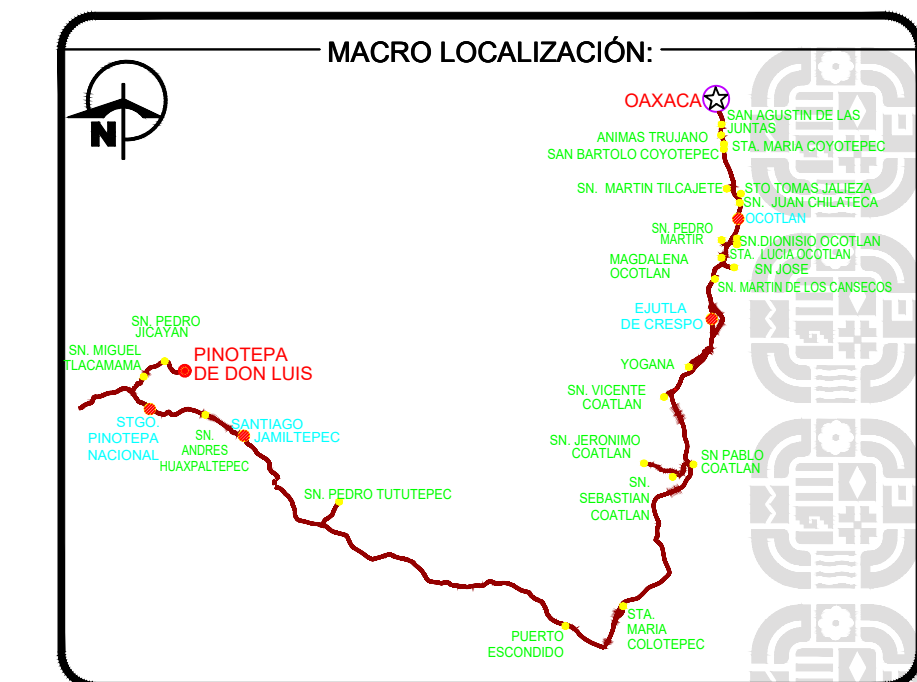 MACRO LOCALIZACIÓN:
N
OAXACA
SAN AGUSTIN DE LAS
JUNTAS
ANIMAS TRUJANO
STA. MARIA COYOTEPEC
SAN BARTOLO COYOTEPEC
SN. MARTIN TILCAJETE
STO TOMAS JALIEZA
SN. JUAN CHILATECA
OCOTLAN
SN. PEDRO
MARTIR
SN.DIONISIO OCOTLAN
STA. LUCIA OCOTLAN
MAGDALENA
OCOTLAN
SN JOSE
SN. MARTIN DE LOS CANSECOS
EJUTLA
DE CRESPO
SN. PEDRO
JICAYAN
SN. MIGUEL
TLACAMAMA
PINOTEPA
DE DON LUIS
YOGANA
SN. VICENTE
COATLAN
STGO.
PINOTEPA
NACIONAL
SN.
ANDRES
HUAXPALTEPEC
SANTIAGO
JAMILTEPEC
SN. JERONIMO
COATLAN
SN PABLO
COATLAN
SN.
SEBASTIAN
COATLAN
SN. PEDRO TUTUTEPEC
STA.
MARIA
COLOTEPEC
PUERTO
ESCONDIDO